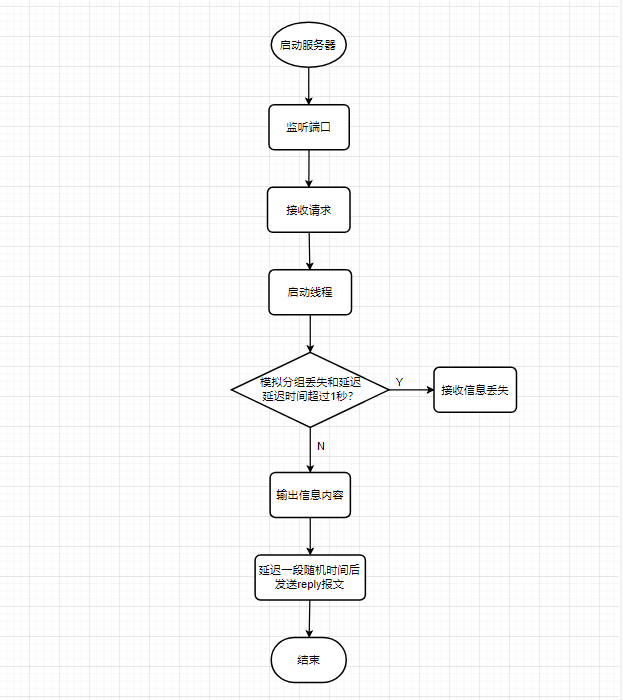 启动服务器
监听端口
接收请求
启动线程
模拟分组丢失和延迟
延迟时间超过1秒?
Y
接收信息丢失
N
输出信息内容
延迟一段随机时间后
发送reply报文
结束